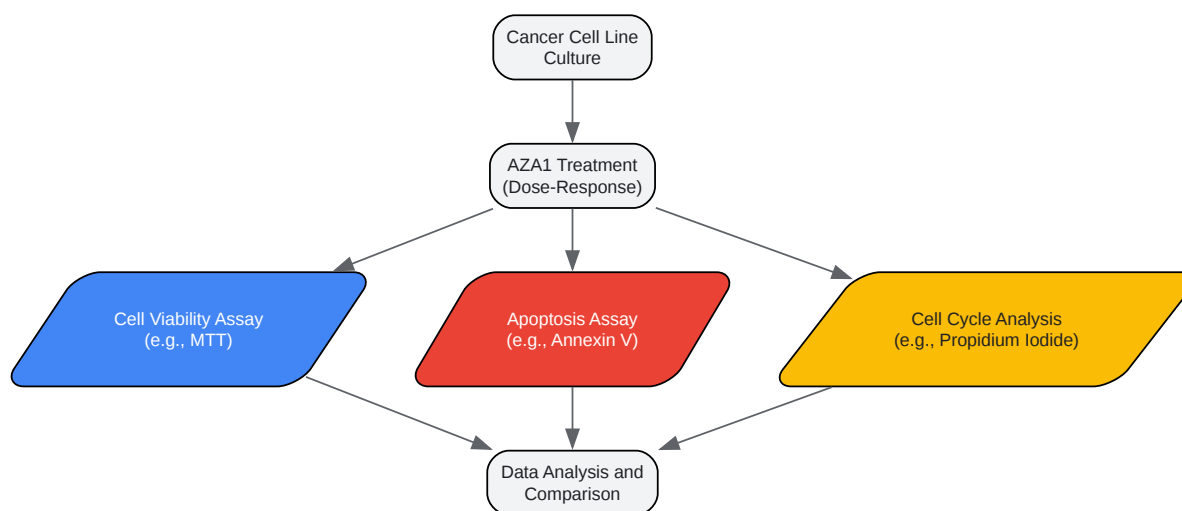 Cancer Cell Line
Culture
AZA1 Treatment
(Dose-Response)
Cell Viability Assay
(e.g., MTT)
Apoptosis Assay
(e.g., Annexin V)
Cell Cycle Analysis
(e.g., Propidium Iodide)
Data Analysis and
Comparison